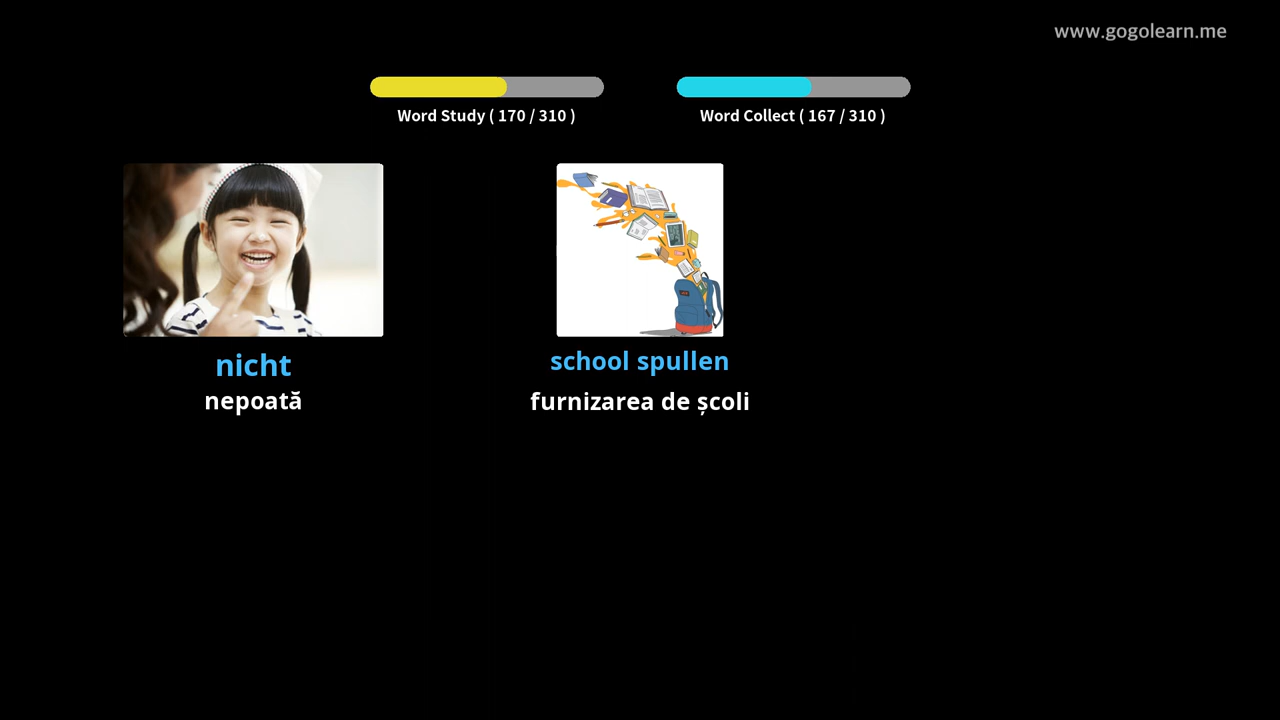 www.gogolearn.me
Word Study ( 170 / 310 )
Word Collect ( 167 / 310 )
nicht
nepoată
school spullen
furnizarea de școli